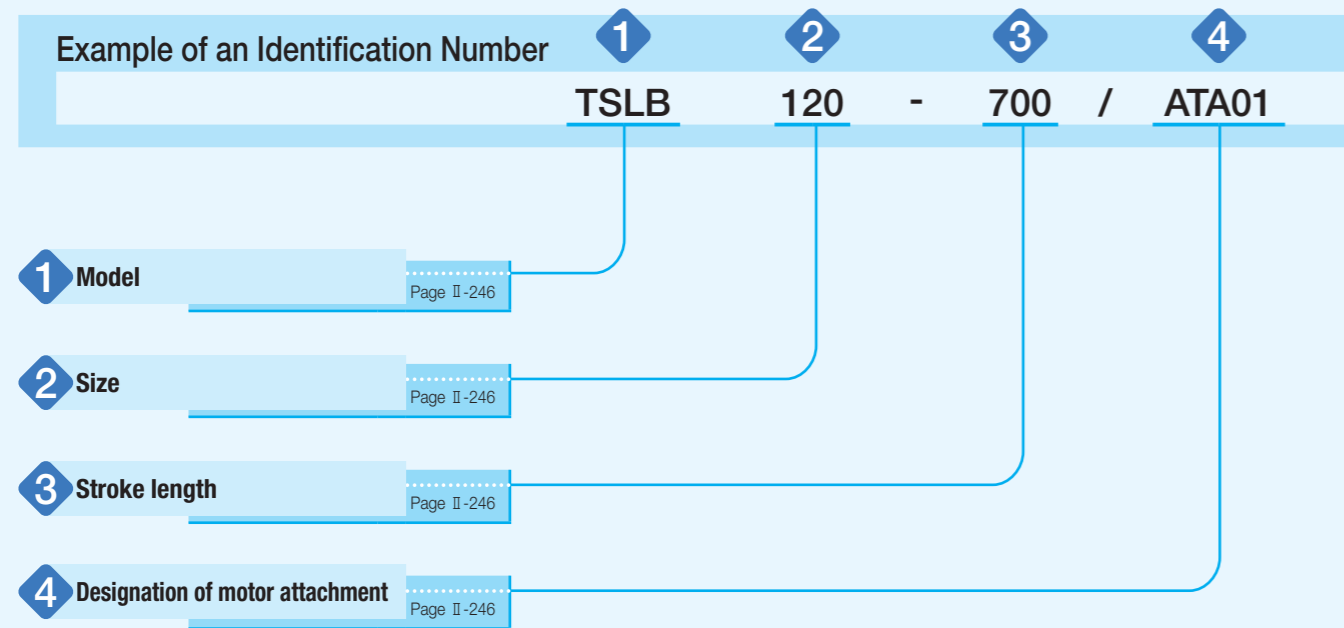 Example of an Identification Number
1 2 3 4
TSLB 120 - 700 / ATA01
1 Model
Page Ⅱ-246
2 Size
Page Ⅱ-246
3 Stroke length
Page Ⅱ-246
4 Designation of motor attachment
Page Ⅱ-246